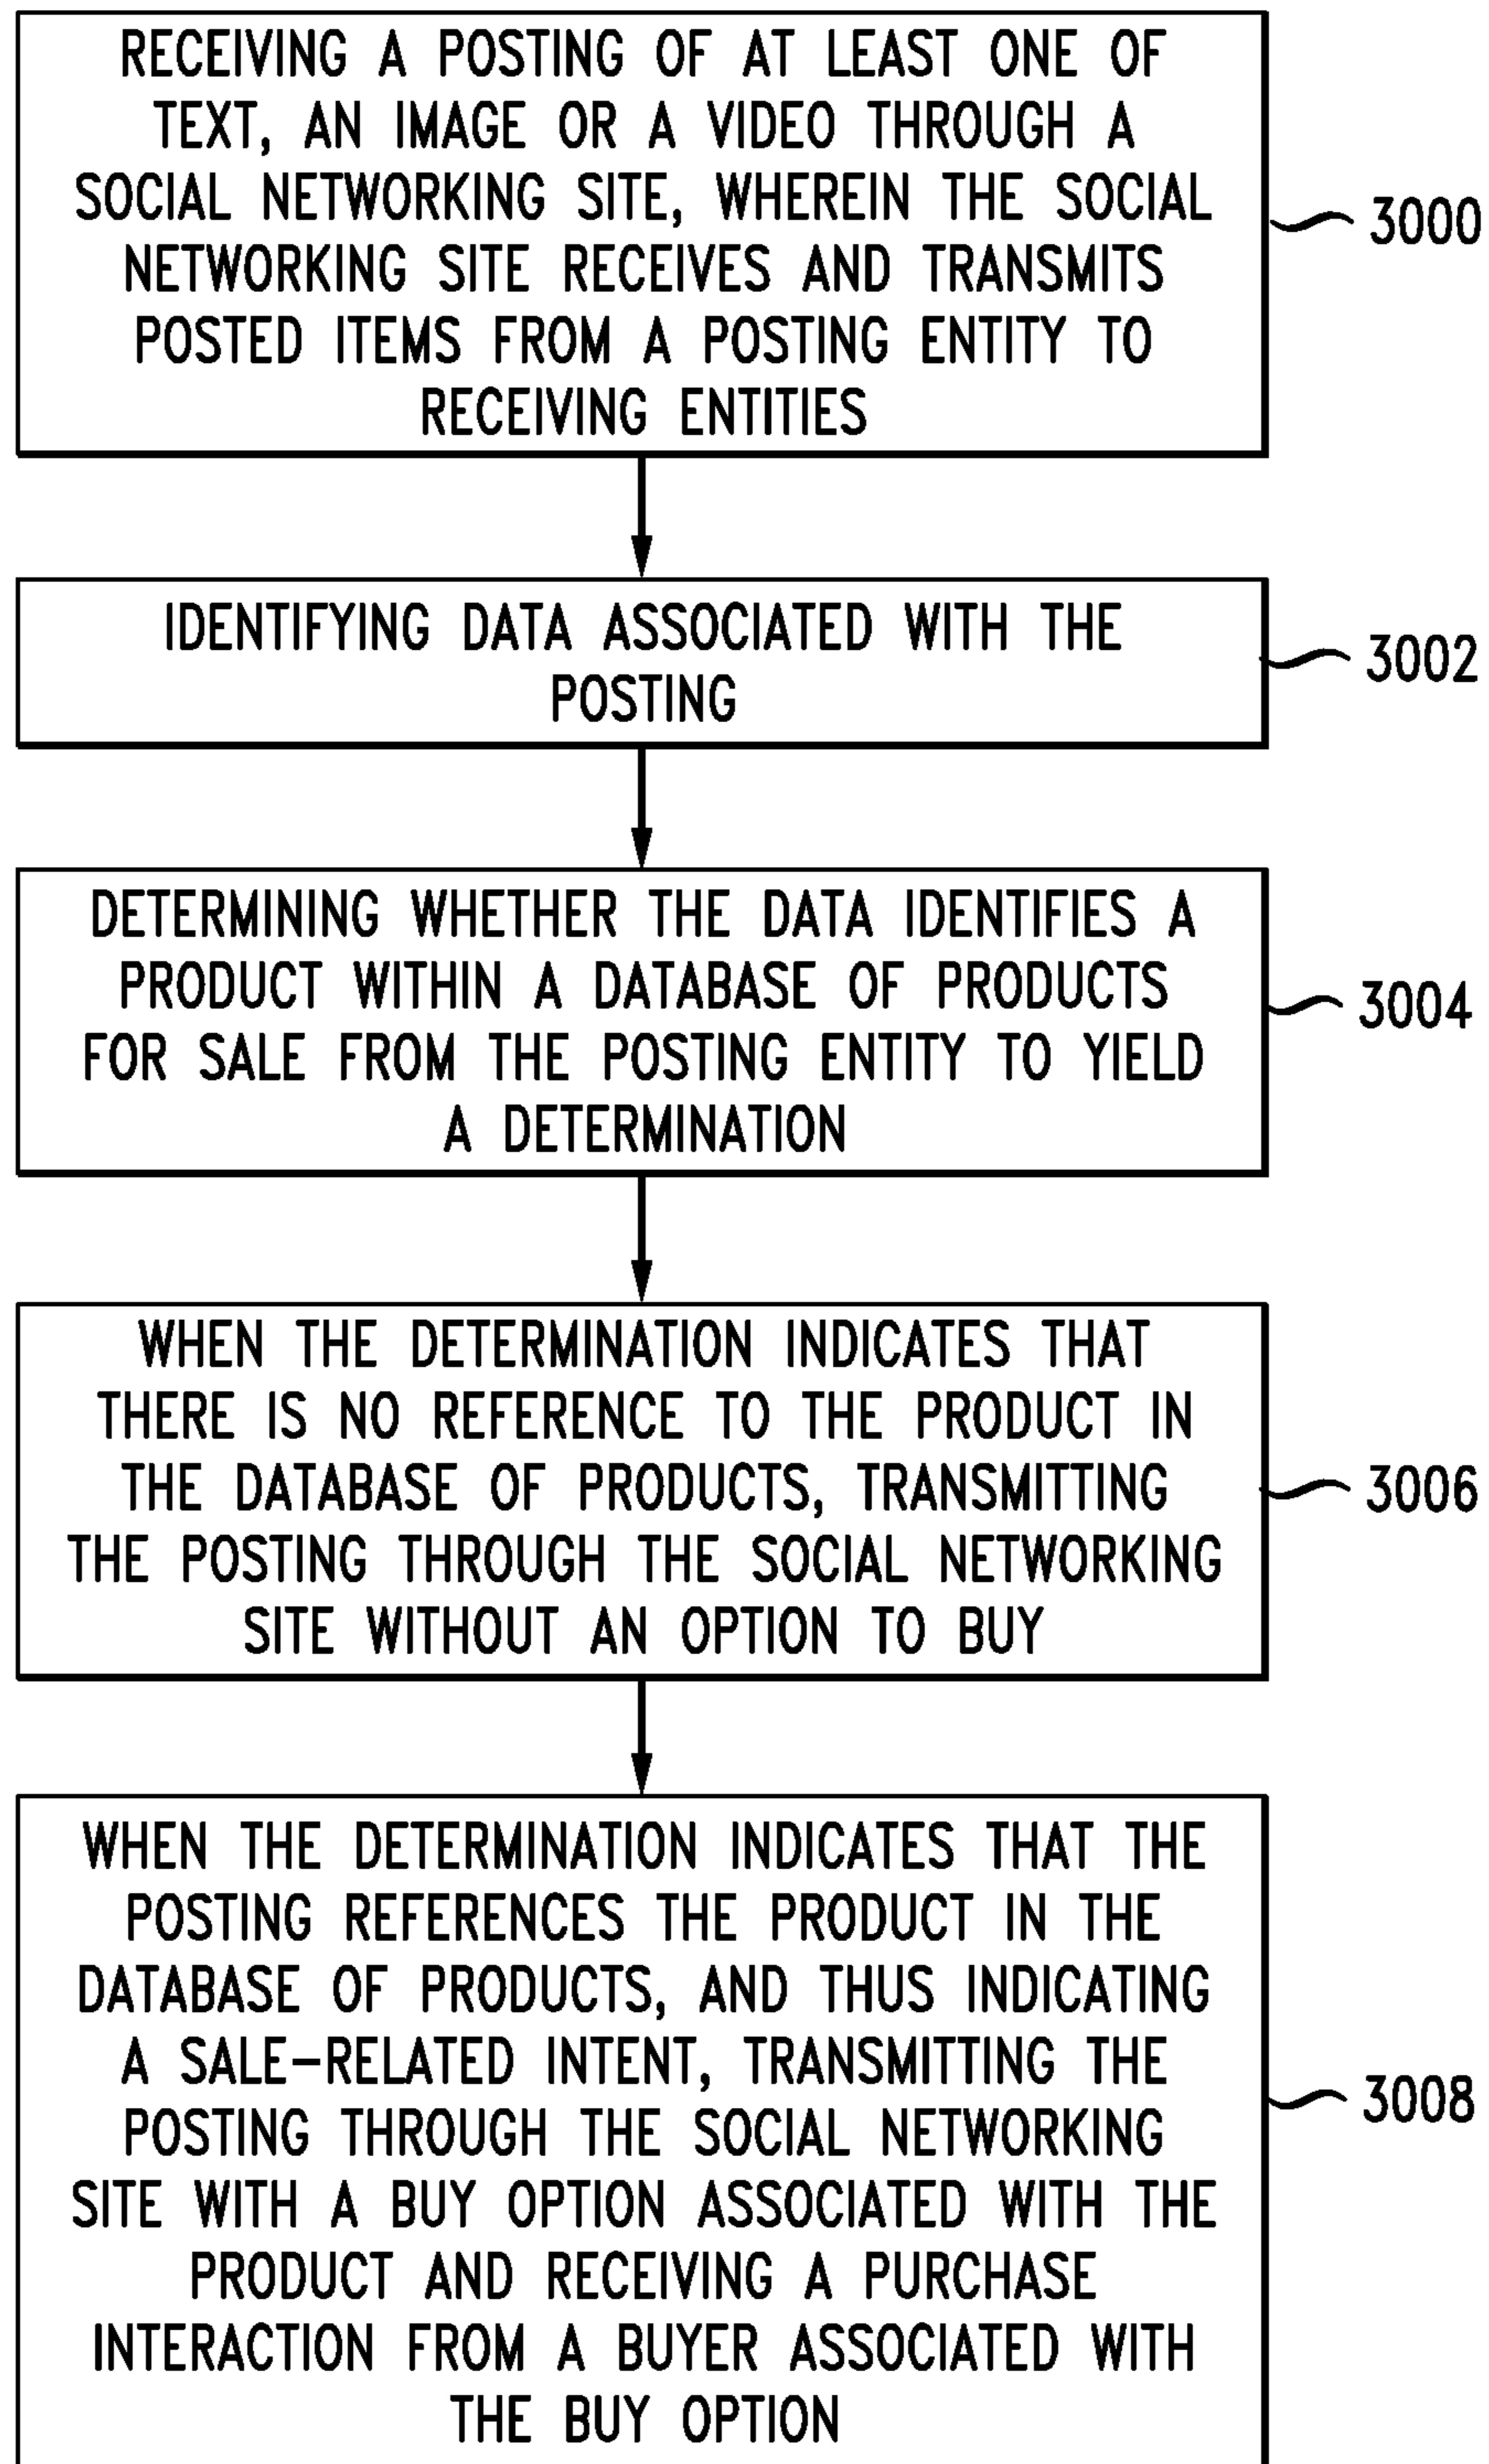 RECEIVING A POSTING OF AT LEAST ONE OF
TEXT, AN IMAGE OR A VIDEO THROUGH A
SOCIAL NETWORKING SITE, WHEREIN THE SOCIAL
NETWORKING SITE RECEIVES AND TRANSMITS
POSTED ITEMS FROM A POSTING ENTITY TO
RECEIVING ENTITIES
3000
IDENTIFYING DATA ASSOCIATED WITH THE
POSTING
3002
DETERMINING WHETHER THE DATA IDENTIFIES A
PRODUCT WITHIN A DATABASE OF PRODUCTS
FOR SALE FROM THE POSTING ENTITY TO YIELD
A DETERMINATION
3004
WHEN THE DETERMINATION INDICATES THAT
THERE IS NO REFERENCE TO THE PRODUCT IN
THE DATABASE OF PRODUCTS, TRANSMITTING
THE POSTING THROUGH THE SOCIAL NETWORKING
SITE WITHOUT AN OPTION TO BUY
3006
WHEN THE DETERMINATION INDICATES THAT THE
POSTING REFERENCES THE PRODUCT IN THE
DATABASE OF PRODUCTS, AND THUS INDICATING
A SALE-RELATED INTENT, TRANSMITTING THE
POSTING THROUGH THE SOCIAL NETWORKING
SITE WITH A BUY OPTION ASSOCIATED WITH THE
PRODUCT AND RECEIVING A PURCHASE
INTERACTION FROM A BUYER ASSOCIATED WITH
THE BUY OPTION
3008